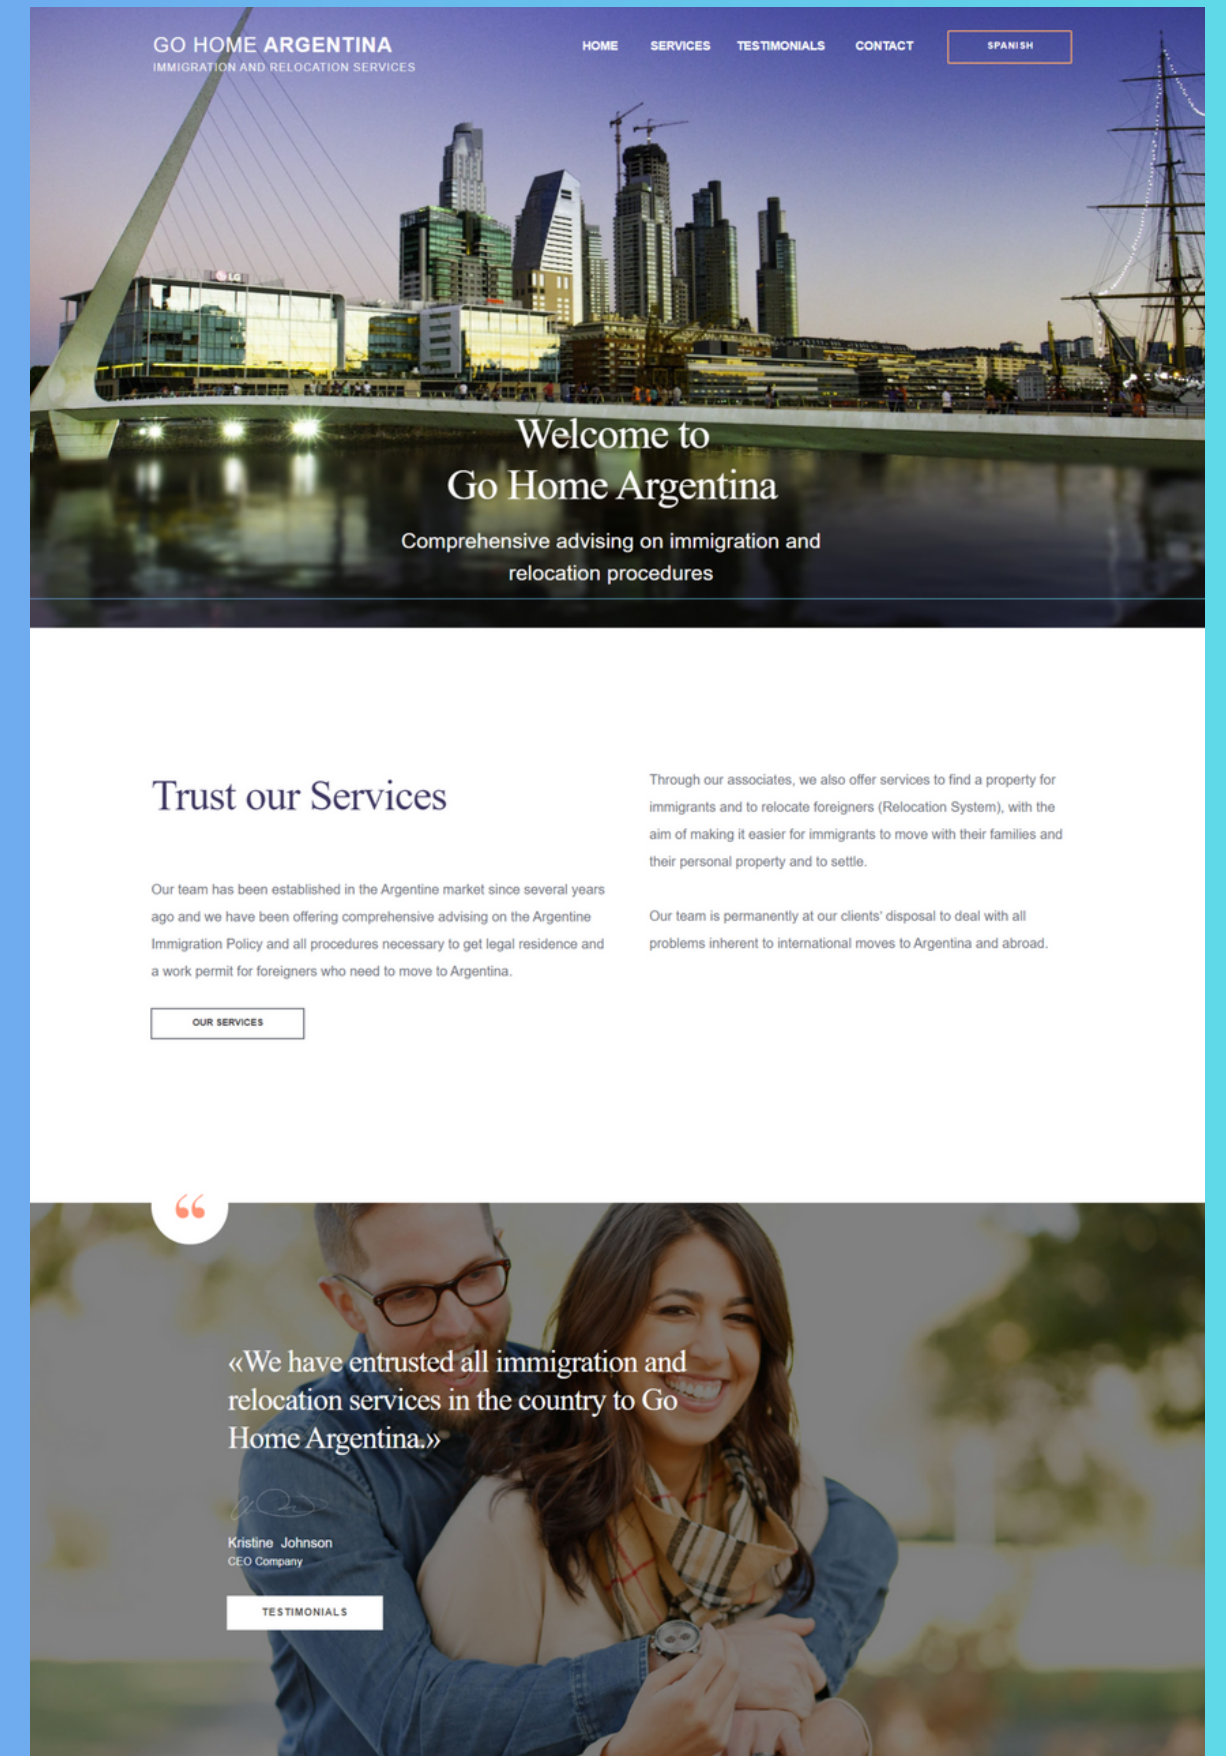 GO HOME ARGENTINA
IMMIGRATION AND RELOCATION SERVICES
HOME SERVICES TESTIMONIALS CONTACT SPANISH
LG
Welcome to
Go Home Argentina
Comprehensive advising on immigration and
relocation procedures
Trust our Services
Our team has been established in the Argentine market since several years
ago and we have been offering comprehensive advising on the Argentine
Immigration Policy and all procedures necessary to get legal residence and
a work permit for foreigners who need to move to Argentina.
OUR SERVICES
Through our associates, we also offer services to find a property for
immigrants and to relocate foreigners (Relocation System), with the
aim of making it easier for immigrants to move with their families and
their personal property and to settle.
Our team is permanently at our clients' disposal to deal with all
problems inherent to international moves to Argentina and abroad.
“
«We have entrusted all immigration and
relocation services in the country to Go
Home Argentina.»
Kristine Johnson
CEO Company
TESTIMONIALS